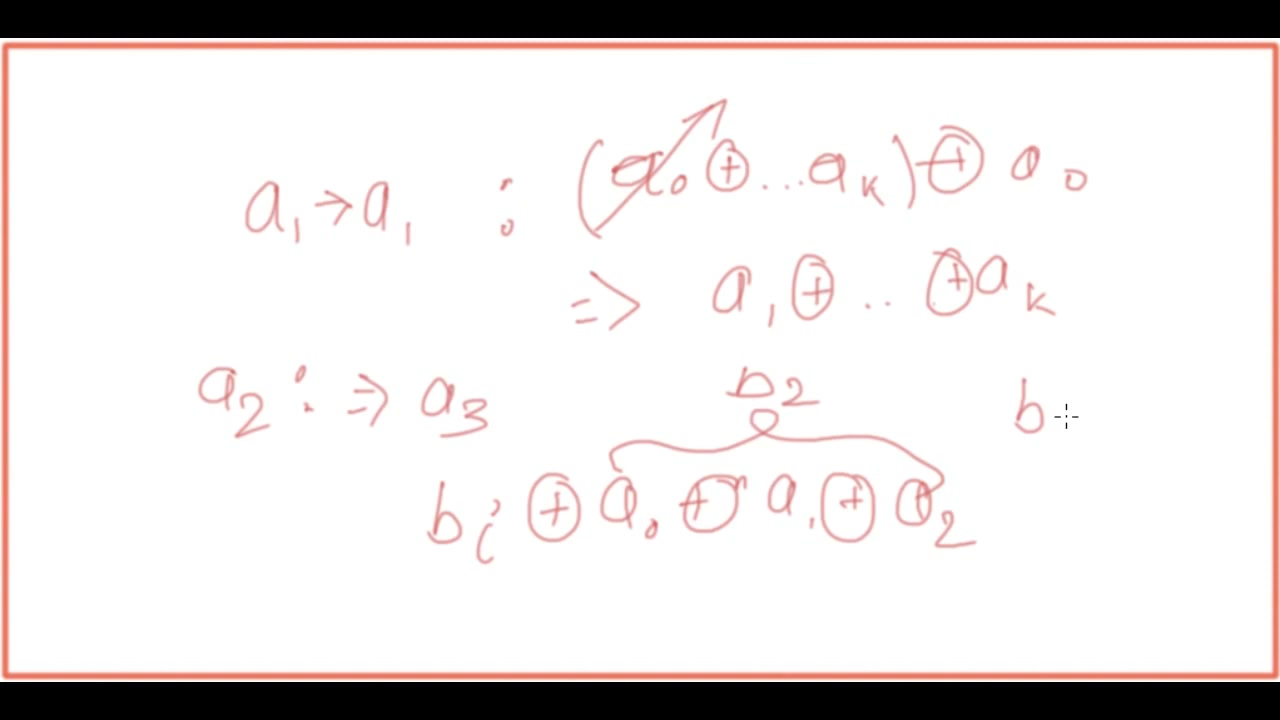 a₁ → a₁ : (a₀ ⊕ ... aₖ) ⊕ a₀
=> a₁ ⊕ .. ⊕ aₖ
a₂ : => a₃ b₂ b
bᵢ ⊕ a₀ ⊕ a₁ ⊕ a₂